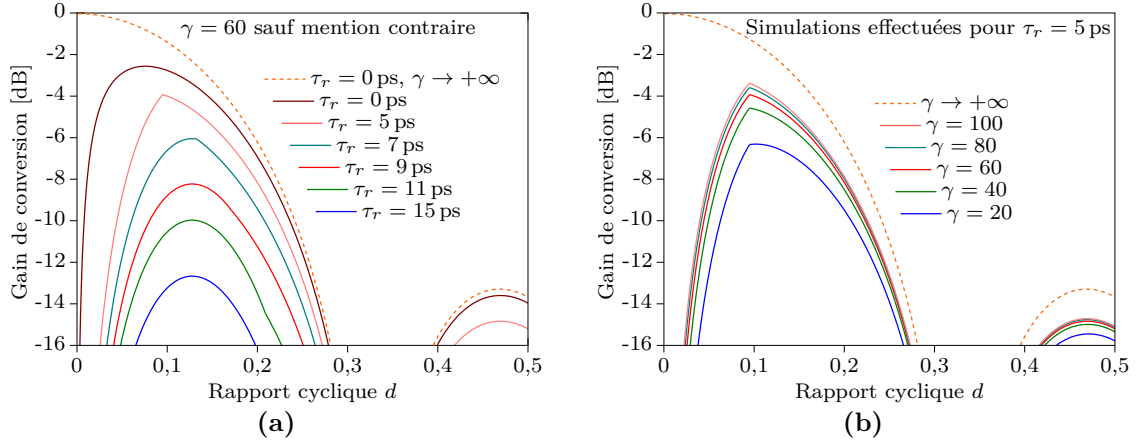 γ = 60 sauf mention contraire
τr = 0 ps, γ → +∞
τr = 0 ps
τr = 5 ps
τr = 7 ps
τr = 9 ps
τr = 11 ps
τr = 15 ps
Gain de conversion [dB]
0
-2
-4
-6
-8
-10
-12
-14
-16
0 0,1 0,2 0,3 0,4 0,5
Rapport cyclique d
(a)
Simulations effectuées pour τr = 5 ps
γ → +∞
γ = 100
γ = 80
γ = 60
γ = 40
γ = 20
Gain de conversion [dB]
0
-2
-4
-6
-8
-10
-12
-14
-16
0 0,1 0,2 0,3 0,4 0,5
Rapport cyclique d
(b)